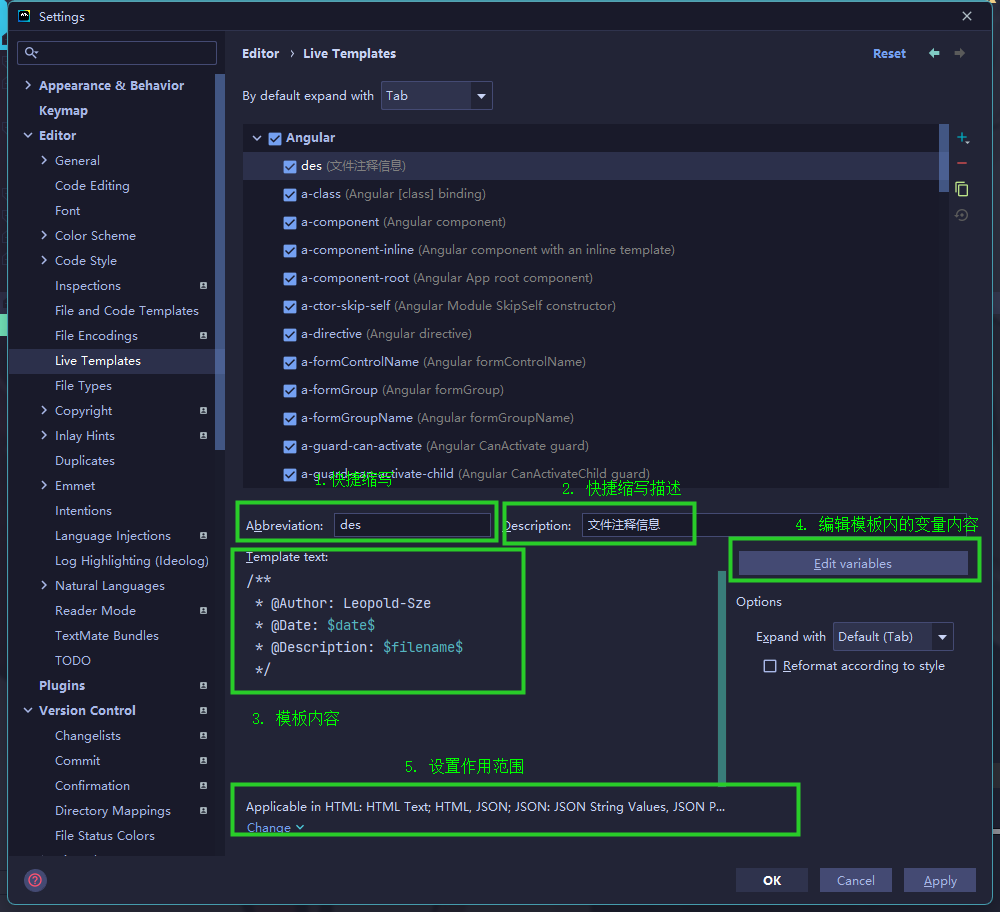 Settings
Editor › Live Templates
Reset
By default expand with Tab
Appearance & Behavior
Keymap
Editor
General
Code Editing
Font
Color Scheme
Code Style
Inspections
File and Code Templates
File Encodings
Live Templates
File Types
Copyright
Inlay Hints
Duplicates
Emmet
Intentions
Language Injections
Log Highlighting (Ideolog)
Natural Languages
Reader Mode
TextMate Bundles
TODO
Plugins
Version Control
Changelists
Commit
Confirmation
Directory Mappings
File Status Colors
Angular
des (文件注释信息)
a-class (Angular [class] binding)
a-component (Angular component)
a-component-inline (Angular component with an inline template)
a-component-root (Angular App root component)
a-ctor-skip-self (Angular Module SkipSelf constructor)
a-directive (Angular directive)
a-formControlName (Angular formControlName)
a-formGroup (Angular formGroup)
a-formGroupName (Angular formGroupName)
a-guard-can-activate (Angular CanActivate guard)
a-guard-can-activate-child (Angular CanActivateChild guard)
1. 快捷缩写
2. 快捷缩写描述
Abbreviation: des
Description: 文件注释信息
4. 编辑模板内的变量内容
Template text:
/**
* @Author: Leopold-Sze
* @Date: $date$
* @Description: $filename$
*/
Edit variables
Options
Expand with Default (Tab)
Reformat according to style
3. 模板内容
5. 设置作用范围
Applicable in HTML: HTML Text; HTML, JSON; JSON: JSON String Values, JSON P...
Change
OK
Cancel
Apply